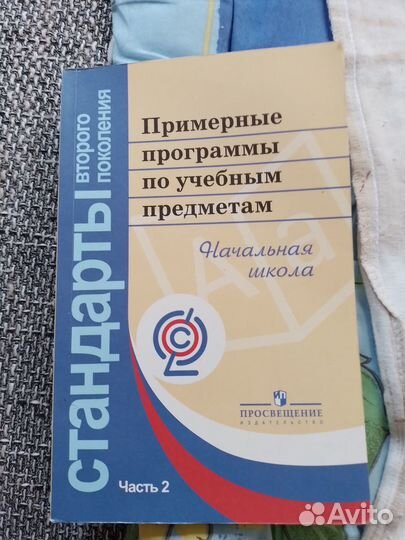 стандарты
второго
поколения
Примерные
программы
по учебным
предметам
Начальная
школа
ПРОСВЕЩЕНИЕ
ИЗДАТЕЛЬСТВО
Часть 2
Avito